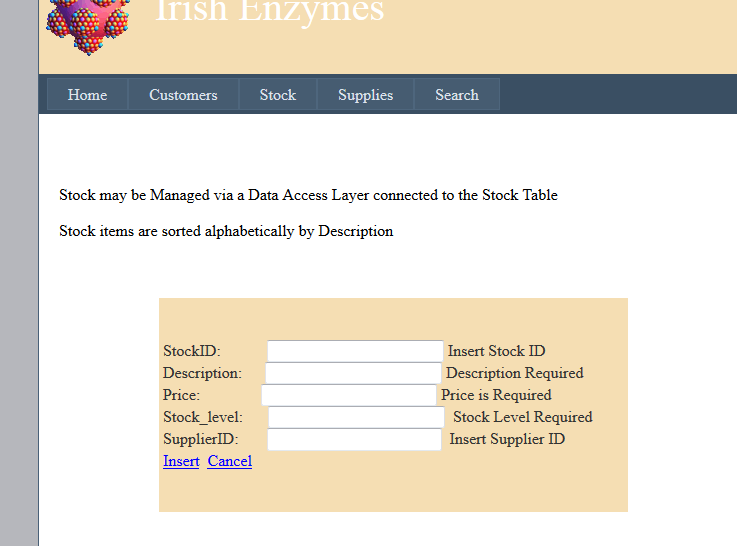 Irish Enzymes
Home Customers Stock Supplies Search
Stock may be Managed via a Data Access Layer connected to the Stock Table
Stock items are sorted alphabetically by Description
StockID: Insert Stock ID
Description: Description Required
Price: Price is Required
Stock_level: Stock Level Required
SupplierID: Insert Supplier ID
Insert Cancel